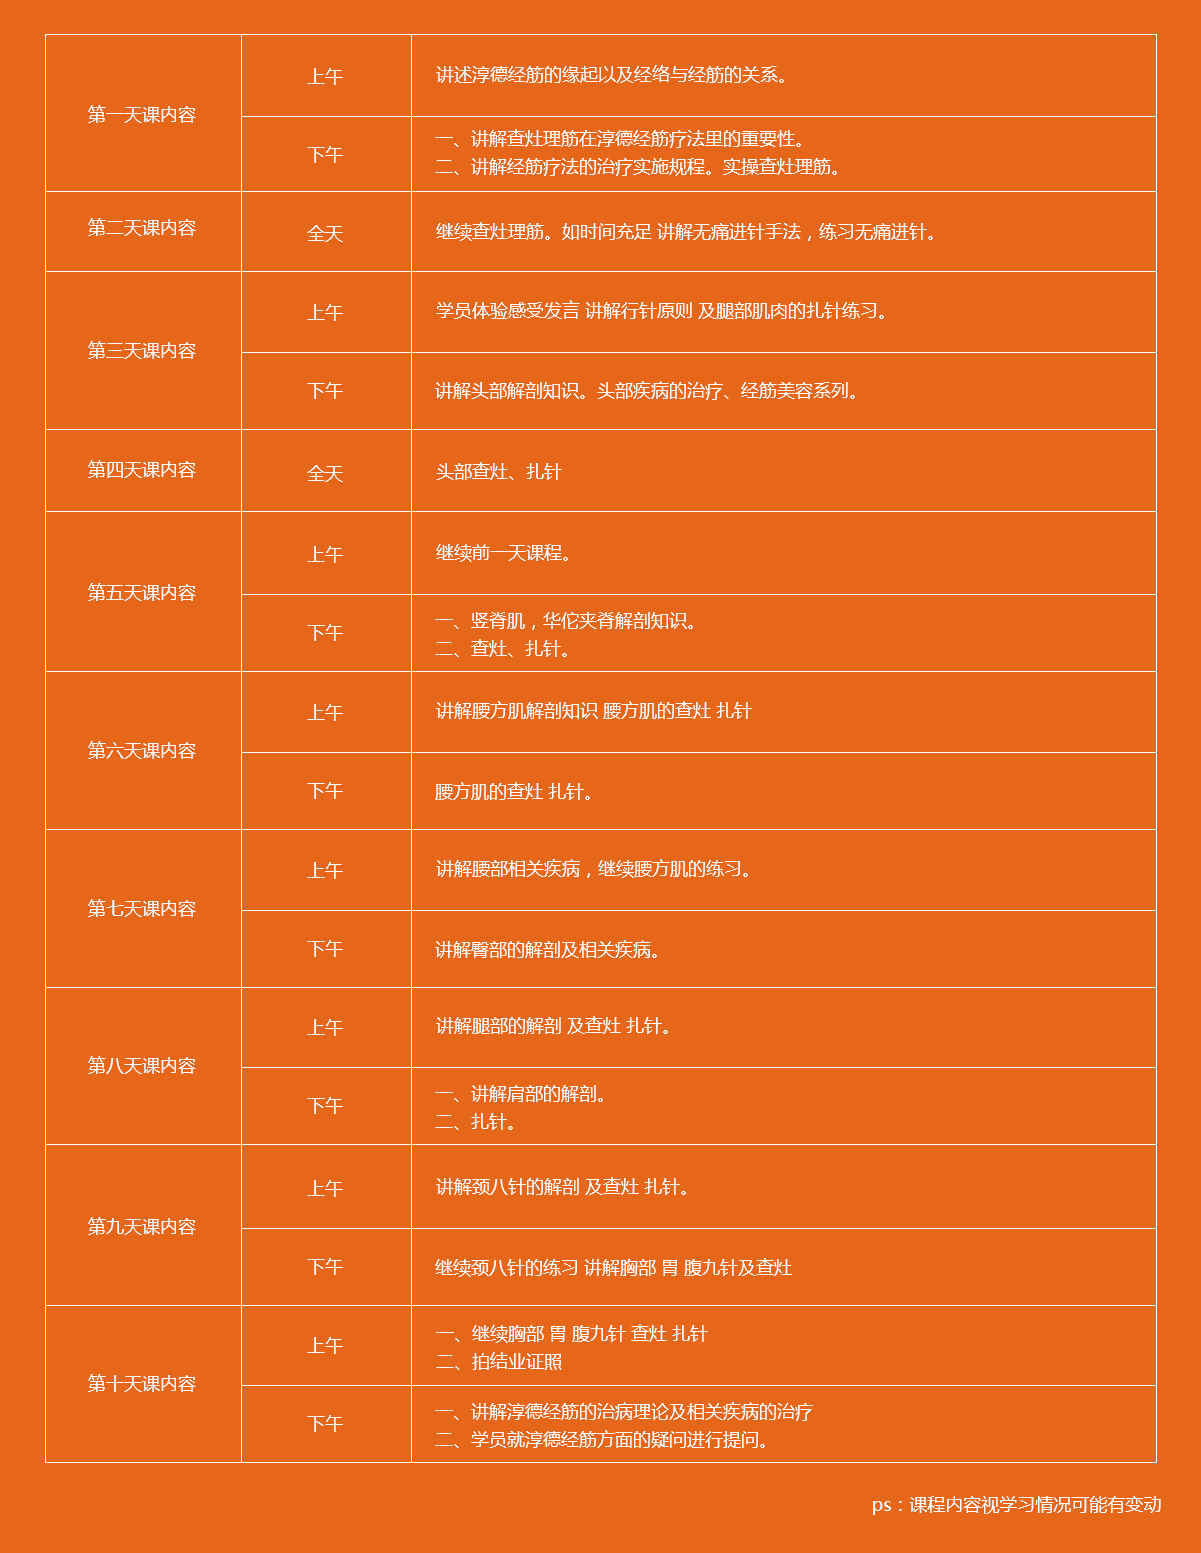 第一天课内容
上午
讲述淳德经筋的缘起以及经络与经筋的关系。
下午
一、讲解查灶理筋在淳德经筋疗法里的重要性。
二、讲解经筋疗法的治疗实施规程。实操查灶理筋。
第二天课内容
全天
继续查灶理筋。如时间充足 讲解无痛进针手法，练习无痛进针。
第三天课内容
上午
学员体验感受发言 讲解行针原则 及腿部肌肉的扎针练习。
下午
讲解头部解剖知识。头部疾病的治疗、经筋美容系列。
第四天课内容
全天
头部查灶、扎针
第五天课内容
上午
继续前一天课程。
下午
一、竖脊肌，华佗夹脊解剖知识。
二、查灶、扎针。
第六天课内容
上午
讲解腰方肌解剖知识 腰方肌的查灶 扎针
下午
腰方肌的查灶 扎针。
第七天课内容
上午
讲解腰部相关疾病，继续腰方肌的练习。
下午
讲解臀部的解剖及相关疾病。
第八天课内容
上午
讲解腿部的解剖 及查灶 扎针。
下午
一、讲解肩部的解剖。
二、扎针。
第九天课内容
上午
讲解颈八针的解剖 及查灶 扎针。
下午
继续颈八针的练习 讲解胸部 胃 腹九针及查灶
第十天课内容
上午
一、继续胸部 胃 腹九针 查灶 扎针
二、拍结业证照
下午
一、讲解淳德经筋的治病理论及相关疾病的治疗
二、学员就淳德经筋方面的疑问进行提问。
ps：课程内容视学习情况可能有变动